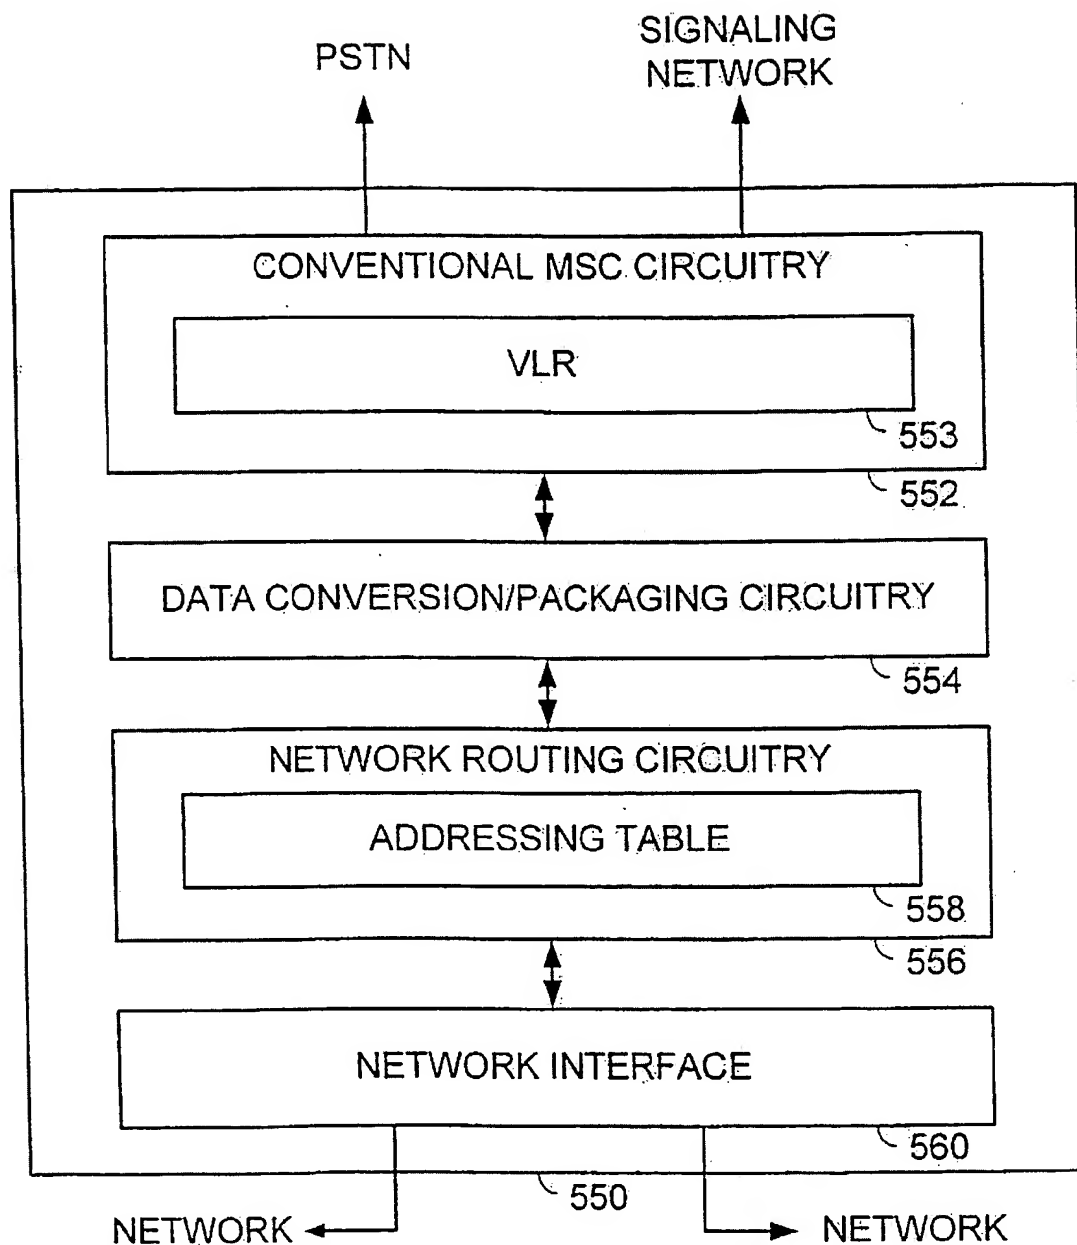 PSTN
SIGNALING
NETWORK
CONVENTIONAL MSC CIRCUITRY
VLR
553
552
DATA CONVERSION/PACKAGING CIRCUITRY
554
NETWORK ROUTING CIRCUITRY
ADDRESSING TABLE
558
556
NETWORK INTERFACE
560
550
NETWORK
NETWORK